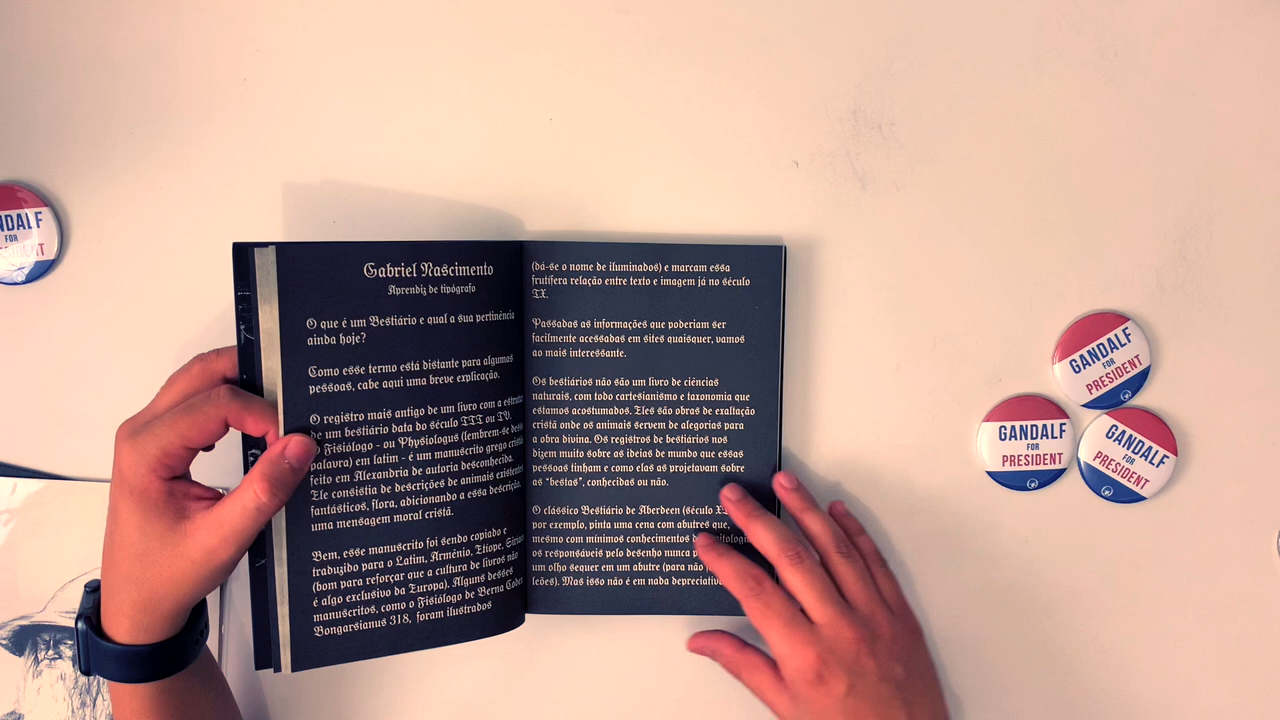 FOR
Gabriel Nascimento
Aprendiz de tipógrafo
O que é um Bestiário e qual a sua pertinência
ainda hoje?
Como esse termo está distante para algumas
pessoas, cabe aqui uma breve explicação.
O registro mais antigo de um livro com a
de um bestiário data do século III ou IV.
O Fisiólogo - ou Physiologus (lembrem-se
palavra) em latim - é um manuscrito grego
feito em Alexandria de autoria desconhecida.
Ele consistia de descrições de animais
fantásticos, flora, adicionando a essa descrição,
uma mensagem moral cristã.
Bem, esse manuscrito foi sendo copiado e
traduzido para o Latim, Armênio, Etíope,
(bom para reforçar que a cultura de livros não
é algo exclusivo da Europa). Alguns desses
manuscritos, como o Fisiólogo de Berna Codex
Bongarsianus 318, foram ilustrados
(dá-se o nome de iluminados) e marcam essa
frutífera relação entre texto e imagem já no século
IX.
Passadas as informações que poderiam ser
facilmente acessadas em sites quaisquer, vamos
ao mais interessante.
Os bestiários não são um livro de ciências
naturais, com todo cartesianismo e taxonomia que
estamos acostumados. Eles são obras de exaltação
cristã onde os animais servem de alegorias para
a obra divina. Os registros de bestiários nos
dizem muito sobre as ideias de mundo que essas
pessoas tinham e como elas as projetavam sobre
as "bestas", conhecidas ou não.
O clássico Bestiário de Aberdeen (século
por exemplo, pinta uma cena com abutres que,
mesmo com mínimos conhecimentos
os responsáveis pelo desenho nunca
um olho sequer em um abutre (para não
leões). Mas isso não é em nada
GANDALF
FOR
PRESIDENT
GANDALF
FOR
PRESIDENT
GANDALF
FOR
PRESIDENT